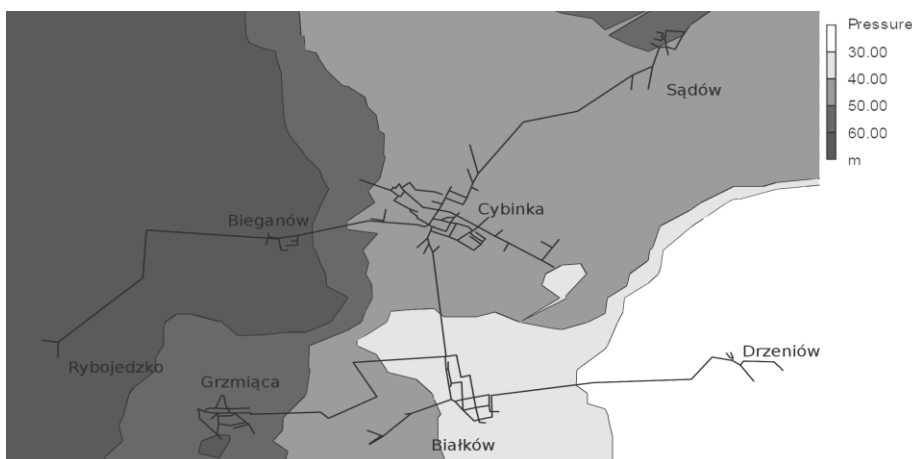 Pressure
30.00
40.00
50.00
60.00
m
Sądów
Cybinka
Bieganów
Rybojedzko
Grzmiąca
Drzeniów
Białków